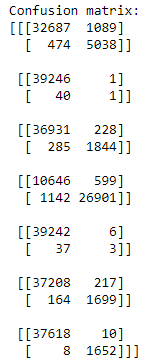 Confusion matrix:
[[[32687 1089]
[ 474 5038]]
[[39246 1]
[ 40 1]]
[[36931 228]
[ 285 1844]]
[[10646 599]
[ 1142 26901]]
[[39242 6]
[ 37 3]]
[[37208 217]
[ 164 1699]]
[[37618 10]
[ 8 1652]]]